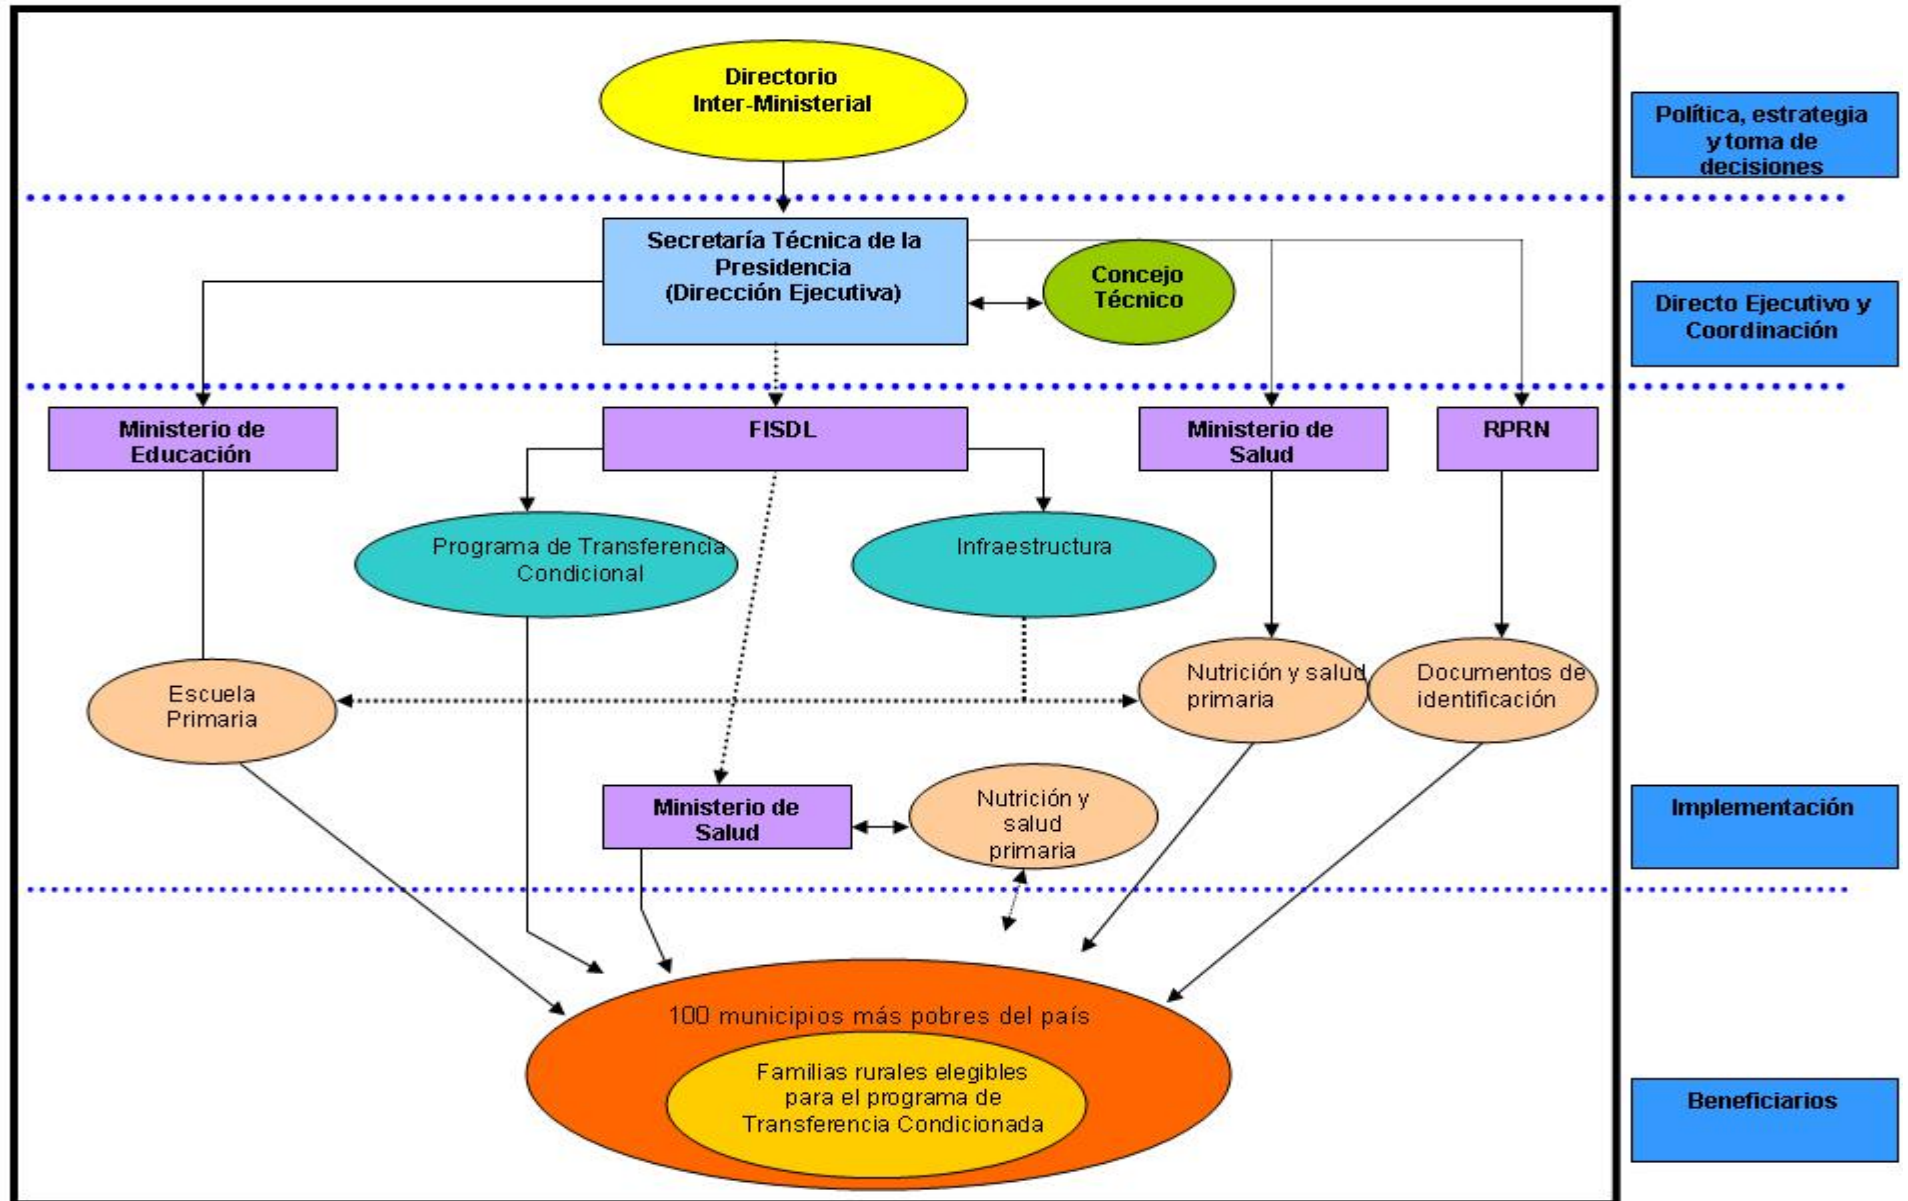 Directorio
Inter-Ministerial
Política, estrategia
y toma de
decisiones
Secretaría Técnica de la
Presidencia
(Dirección Ejecutiva)
Concejo
Técnico
Directo Ejecutivo y
Coordinación
Ministerio de
Educación
FISDL
Ministerio de
Salud
RPRN
Programa de Transferencia
Condicional
Infraestructura
Escuela
Primaria
Nutrición y salud
primaria
Documentos de
identificación
Ministerio de
Salud
Nutrición y
salud
primaria
Implementación
100 municipios más pobres del país
Familias rurales elegibles
para el programa de
Transferencia Condicionada
Beneficiarios